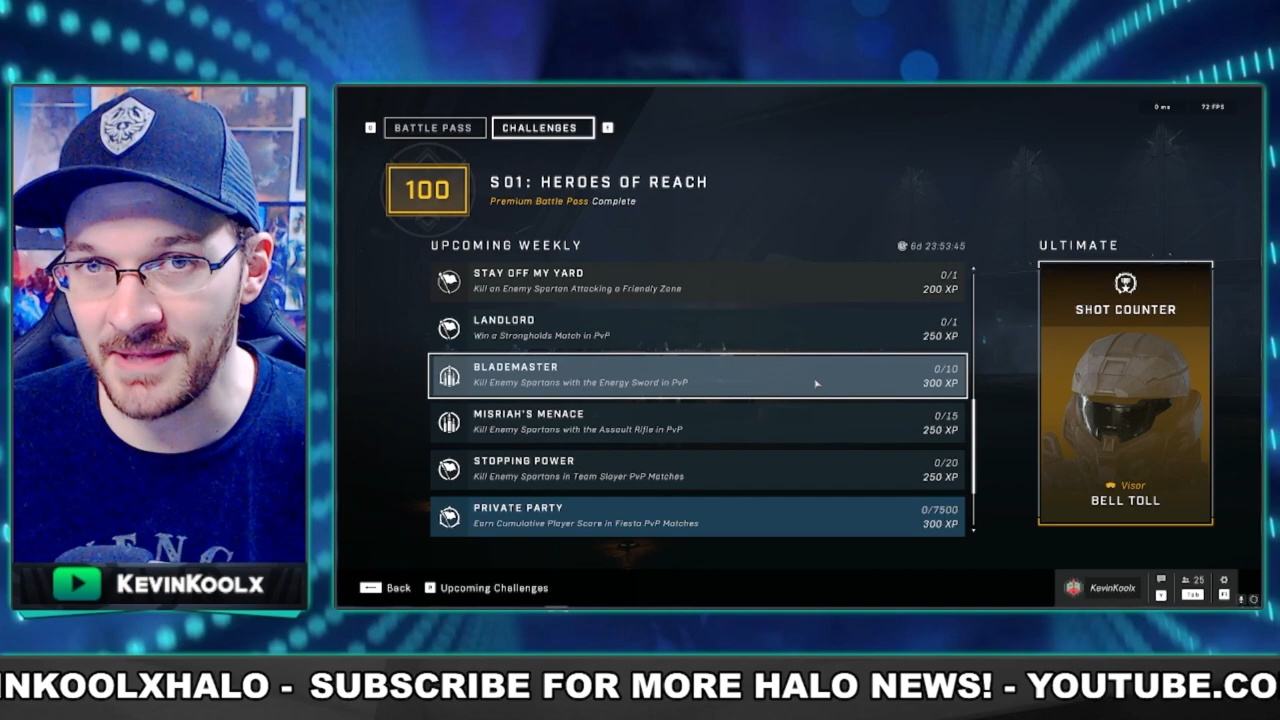 0 ms 72 FPS
BATTLE PASS CHALLENGES
100
S01: HEROES OF REACH
Premium Battle Pass Complete
UPCOMING WEEKLY
6d 23:53:45
STAY OFF MY YARD 0/1
Kill an Enemy Spartan Attacking a Friendly Zone 200 XP
LANDLORD 0/1
Win a Strongholds Match in PvP 250 XP
BLADEMASTER 0/10
Kill Enemy Spartans with the Energy Sword in PvP 300 XP
MISRIAH'S MENACE 0/15
Kill Enemy Spartans with the Assault Rifle in PvP 250 XP
STOPPING POWER 0/20
Kill Enemy Spartans in Team Slayer PvP Matches 250 XP
PRIVATE PARTY 0/7500
Earn Cumulative Player Score in Fiesta PvP Matches 300 XP
ULTIMATE
SHOT COUNTER
Visor
BELL TOLL
Back Upcoming Challenges
KevinKoolx
25
Tab
KEVINKOOLX
INKOOLXHALO - SUBSCRIBE FOR MORE HALO NEWS! - YOUTUBE.CO